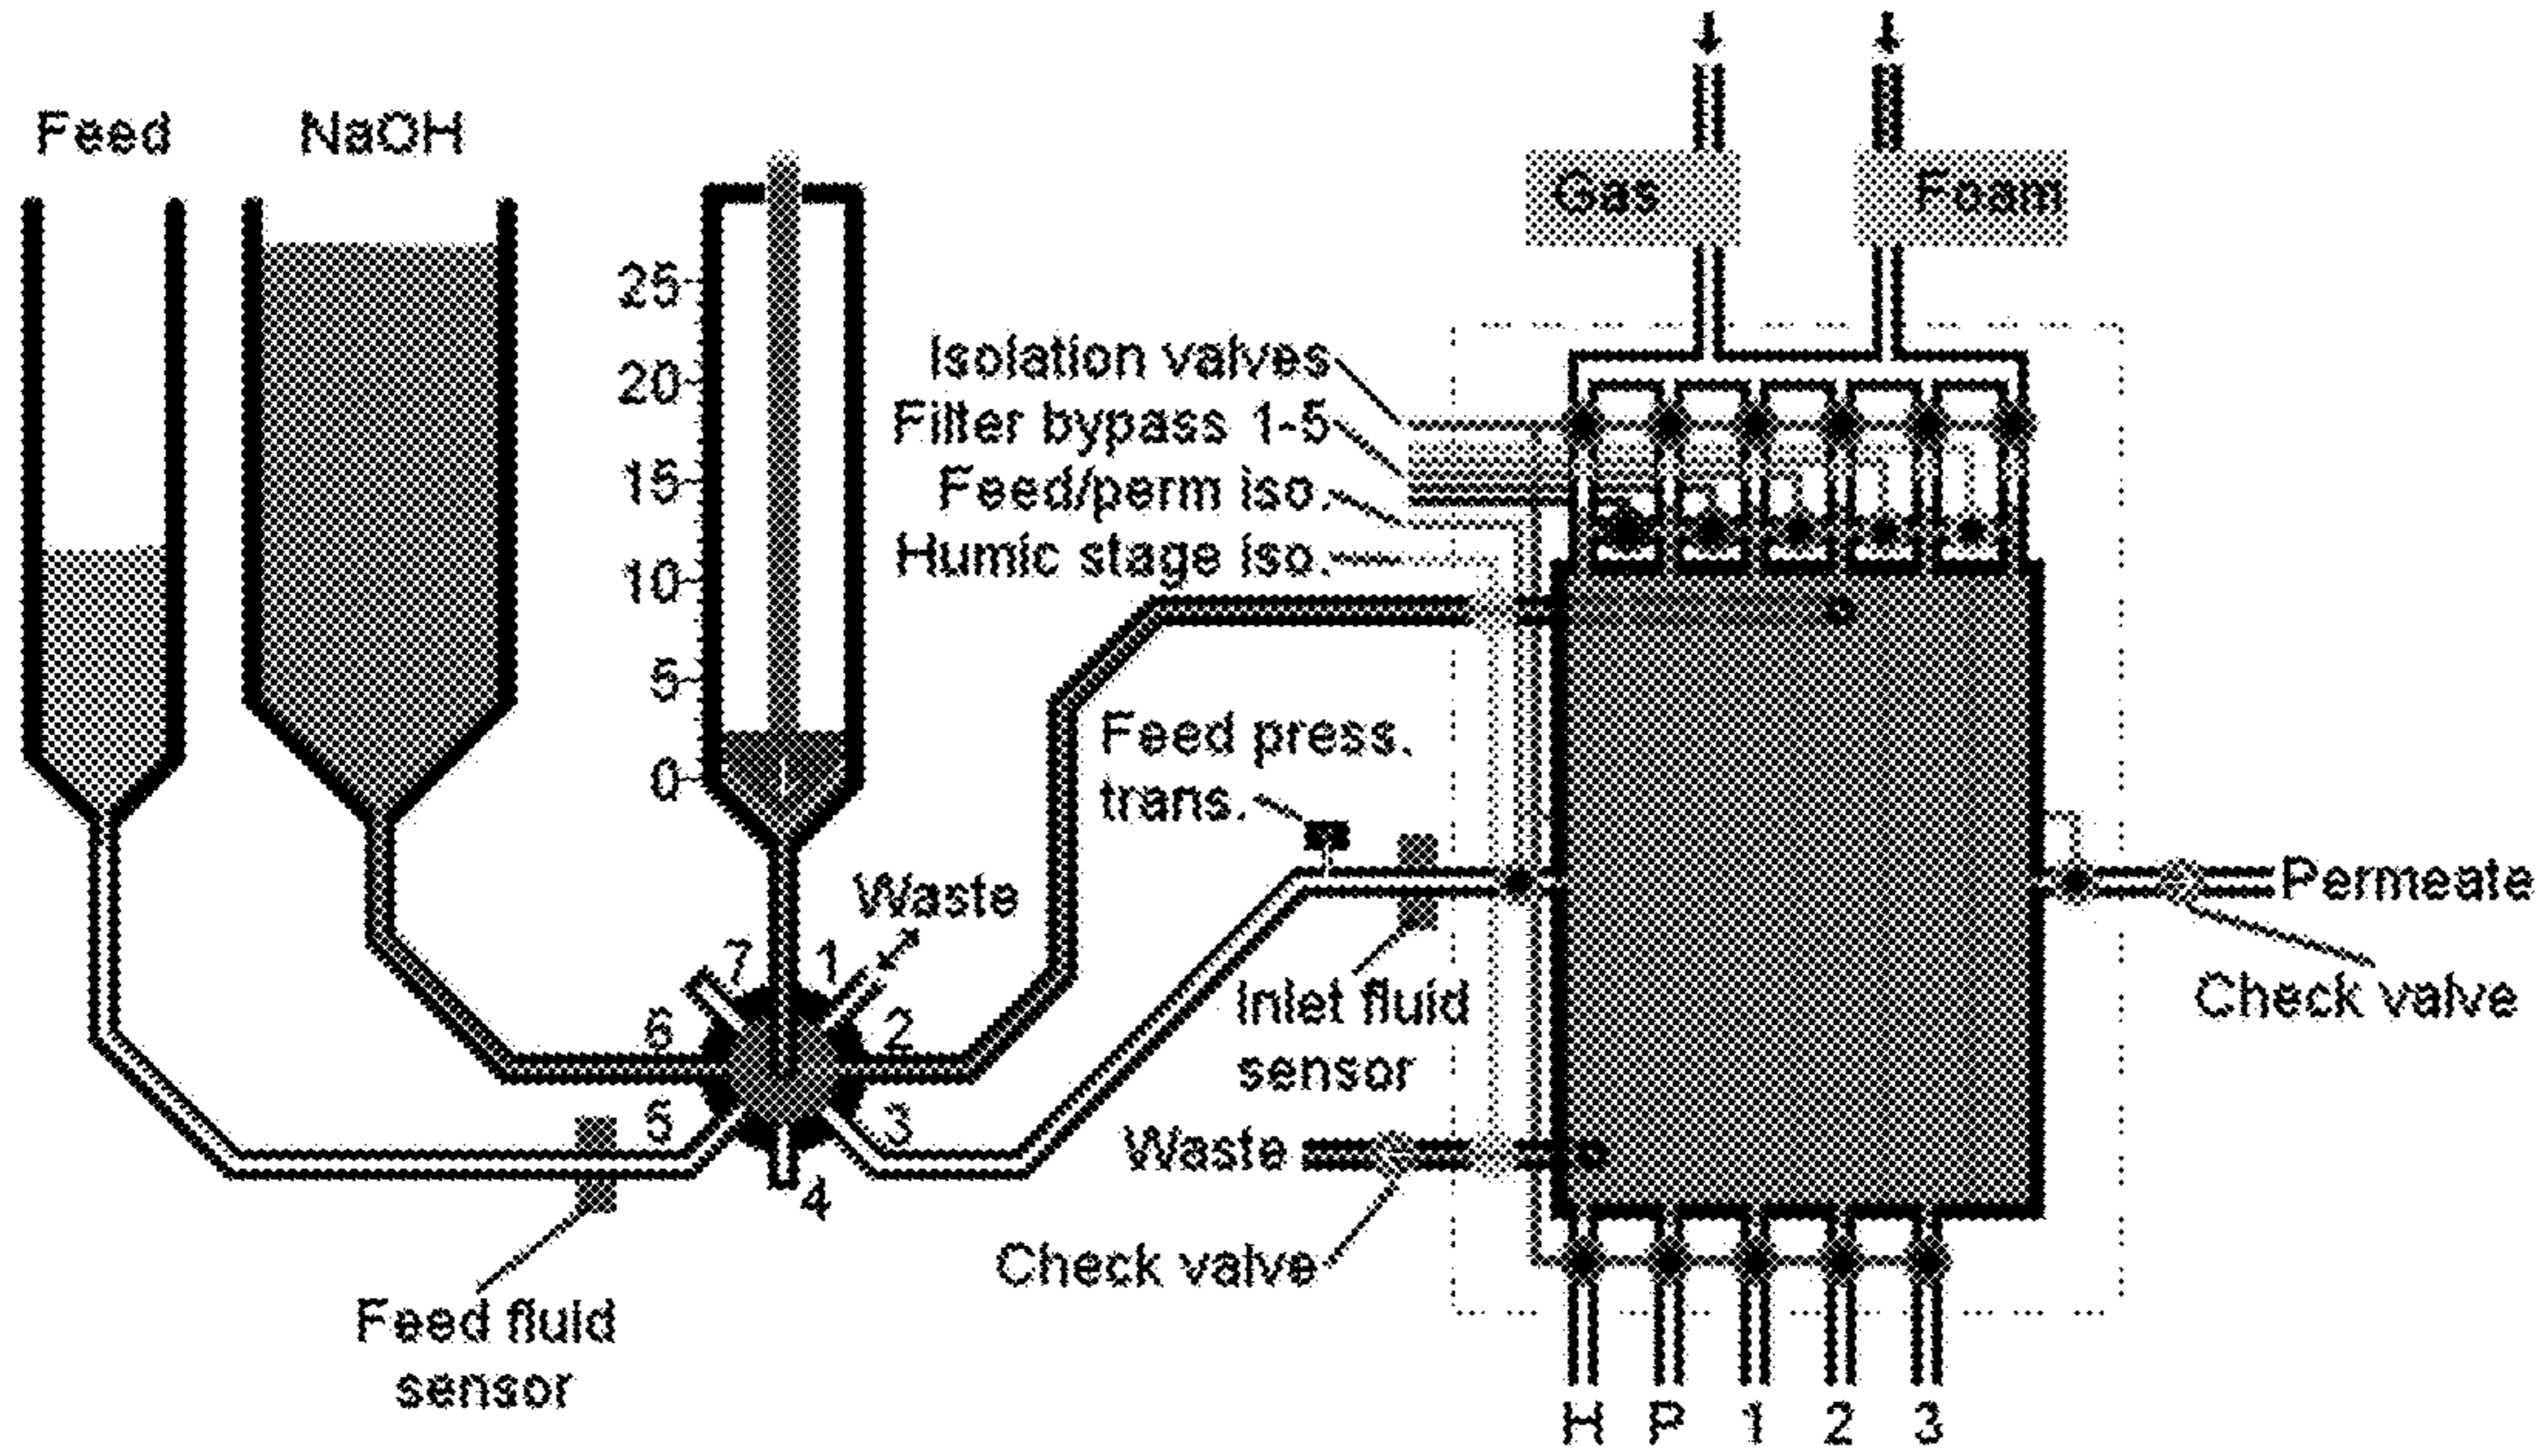 Feed
NaOH
Gas
Foam
25
20
15
10
5
0
Isolation valves
Filter bypass 1-5
Feed/perm iso.
Humic stage iso.
Feed press.
trans.
Waste
7
1
6
2
5
3
4
Inlet fluid
sensor
Permeate
Check valve
Waste
Check valve
Feed fluid
sensor
H P 1 2 3